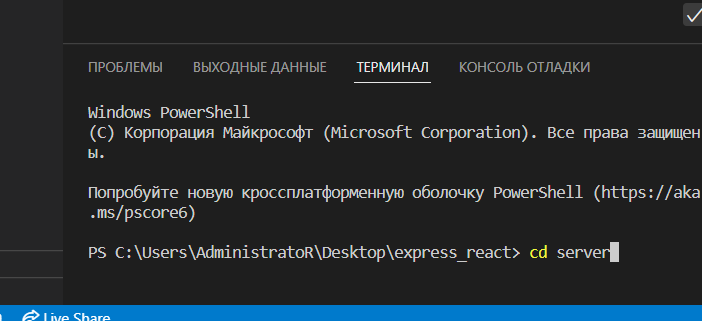 ПРОБЛЕМЫ ВЫХОДНЫЕ ДАННЫЕ ТЕРМИНАЛ КОНСОЛЬ ОТЛАДКИ
Windows PowerShell
(C) Корпорация Майкрософт (Microsoft Corporation). Все права защищен
ы.
Попробуйте новую кроссплатформенную оболочку PowerShell (https://aka
.ms/pscore6)
PS C:\Users\AdministratoR\Desktop\express_react> cd server
Live Share